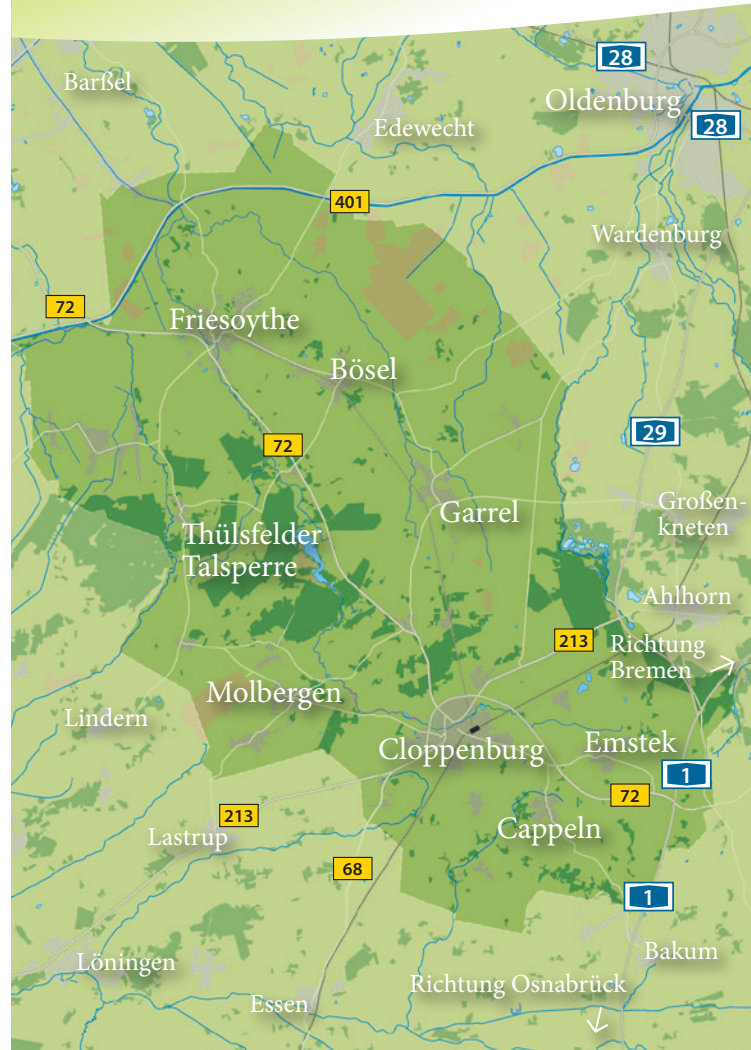 28
Barßel
Oldenburg
Edewecht
28
401
Wardenburg
72
Friesoythe
Bösel
29
72
Garrel
Großen-
kneten
Thülsfelder
Talsperre
Ahlhorn
213
Richtung
Bremen
Molbergen
Lindern
Cloppenburg
Emstek
1
72
213
Cappeln
Lastrup
68
1
Bakum
Löningen
Richtung Osnabrück
Essen